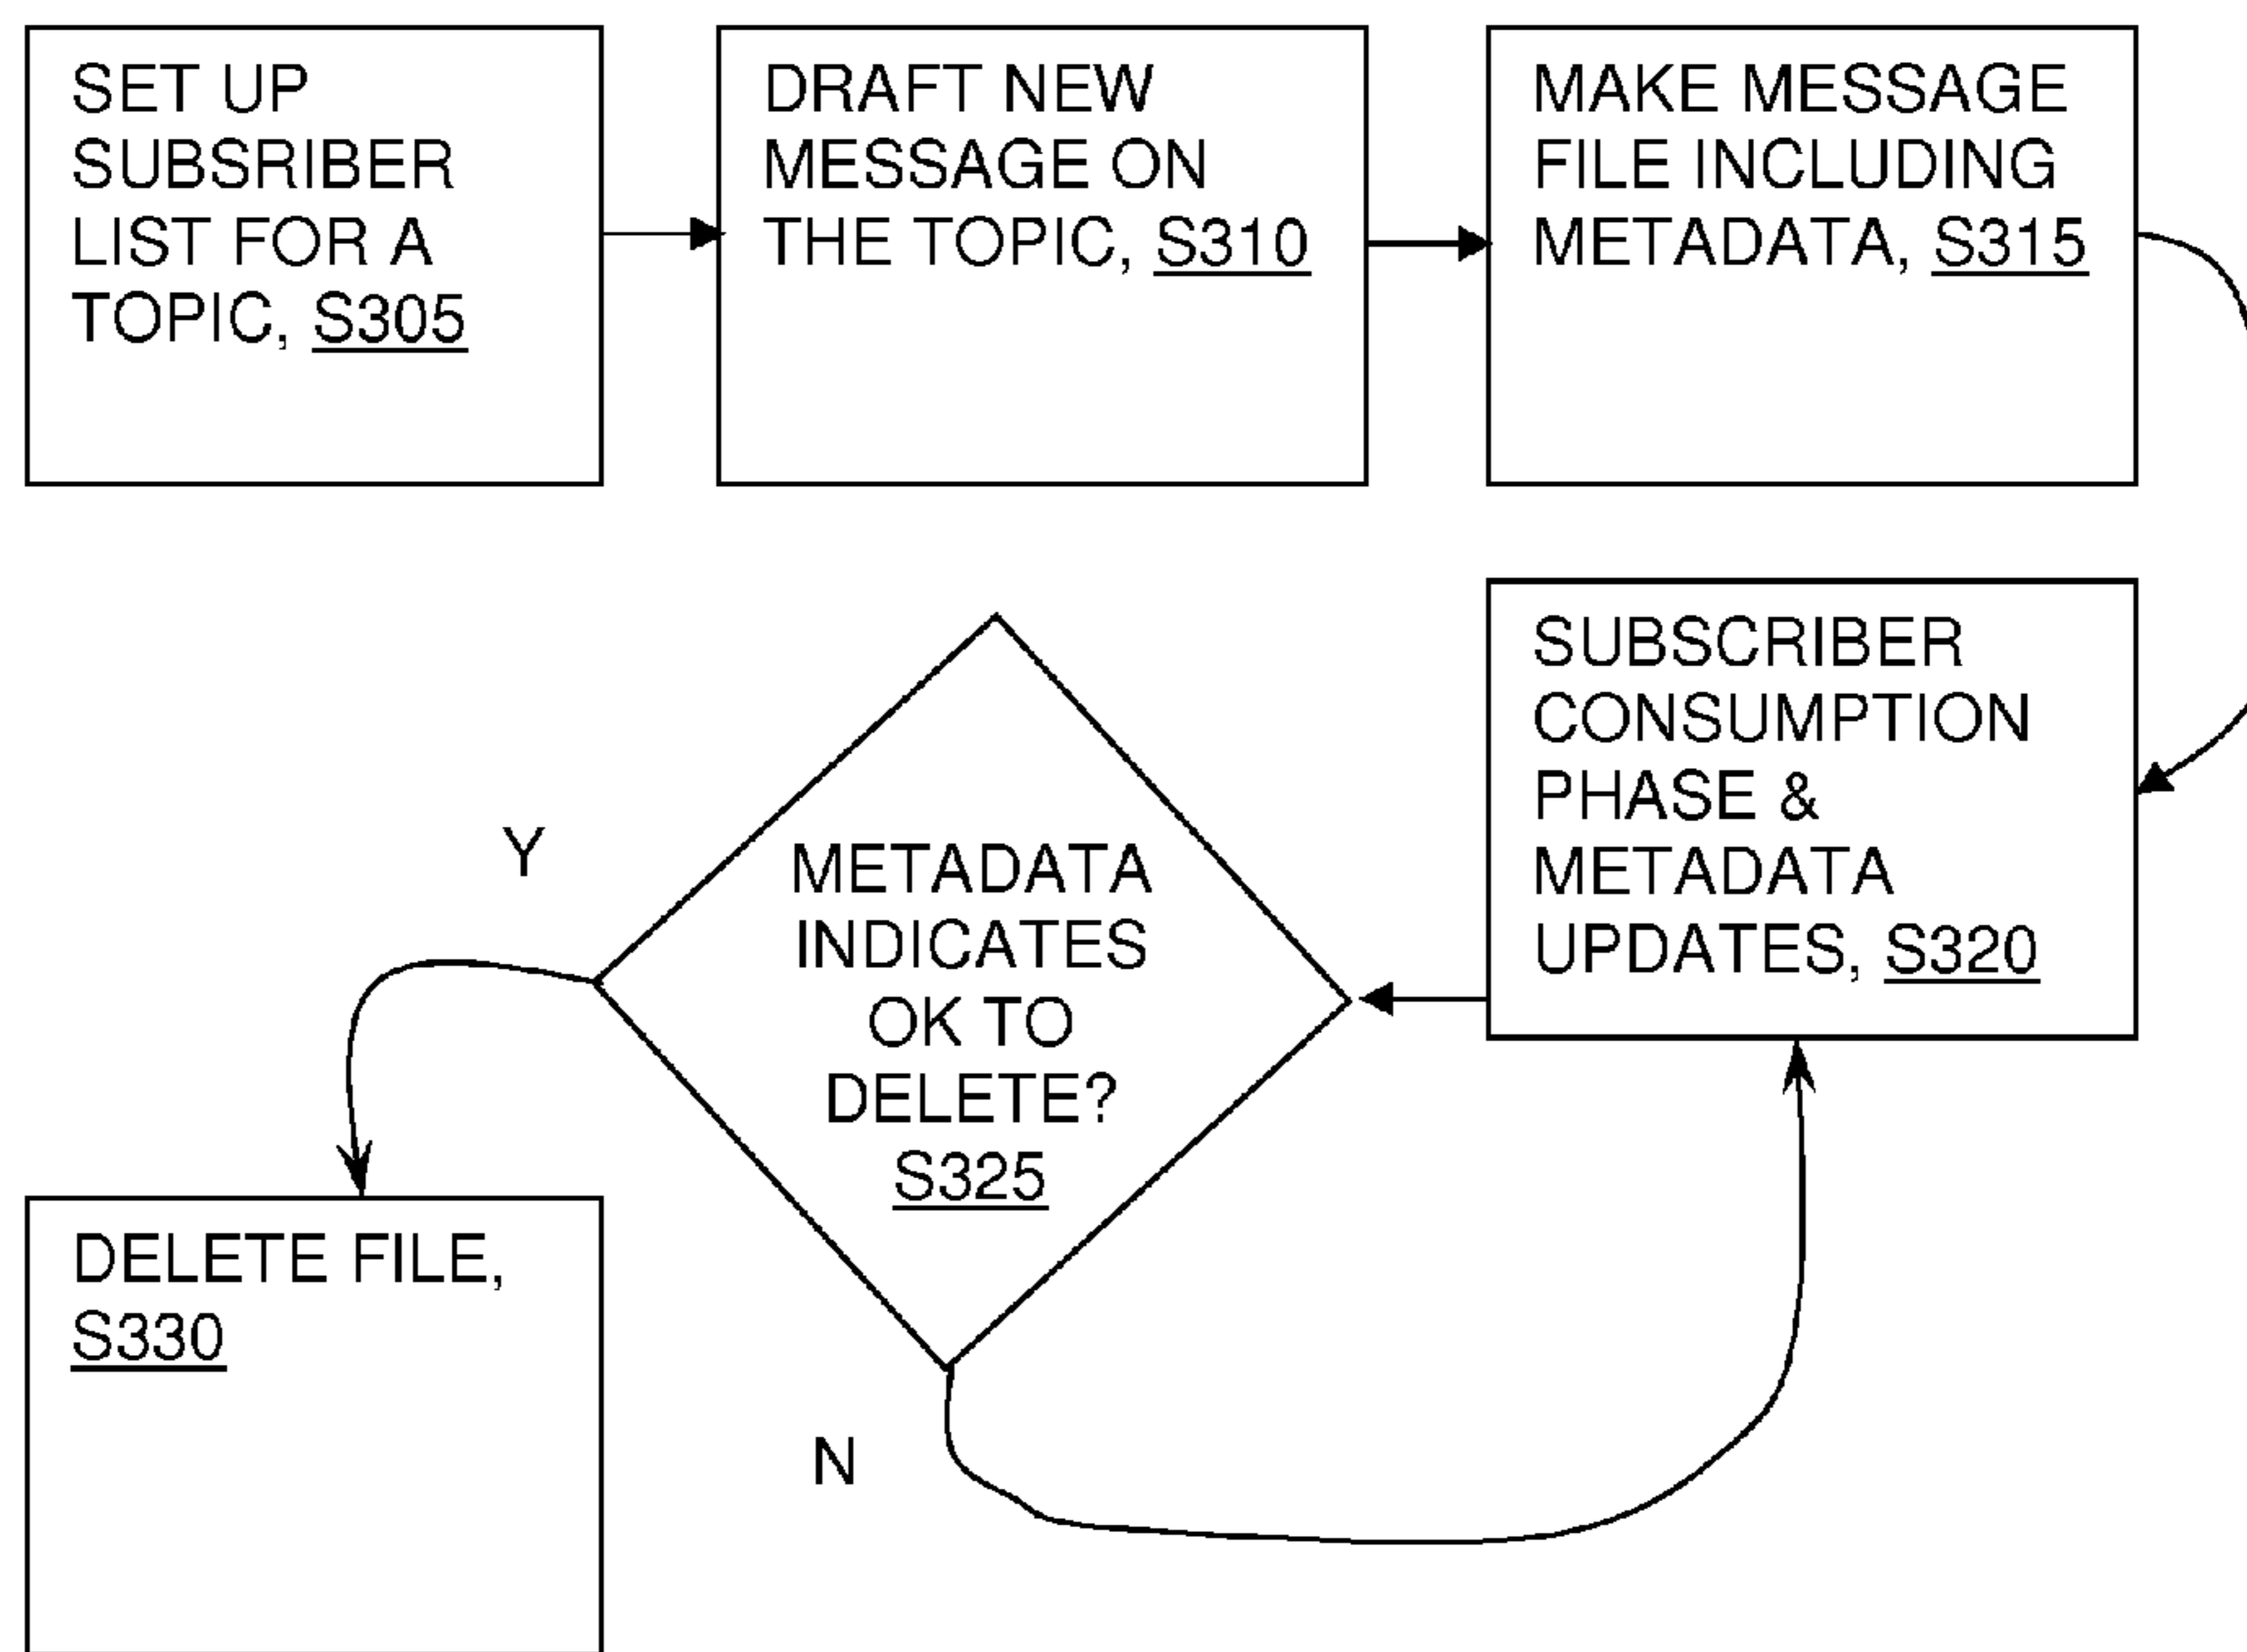 SET UP
SUBSRIBER
LIST FOR A
TOPIC, S305
DRAFT NEW
MESSAGE ON
THE TOPIC, S310
MAKE MESSAGE
FILE INCLUDING
METADATA, S315
SUBSCRIBER
CONSUMPTION
PHASE &
METADATA
UPDATES, S320
METADATA
INDICATES
OK TO
DELETE?
S325
Y
N
DELETE FILE,
S330